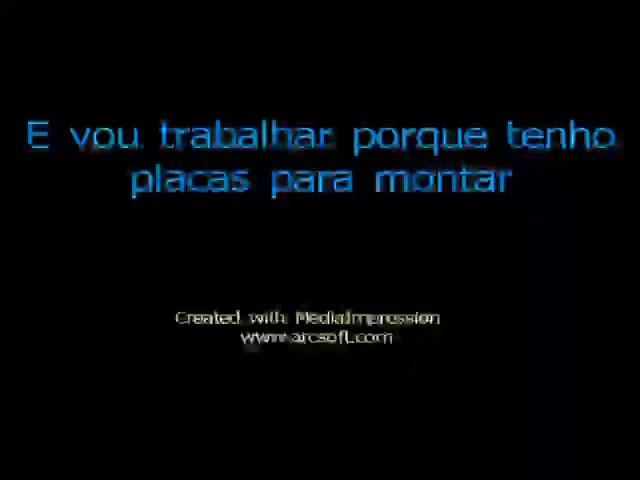 E vou trabalhar porque tenho
placas para montar
Created with MediaImpression
www.arcsoft.com